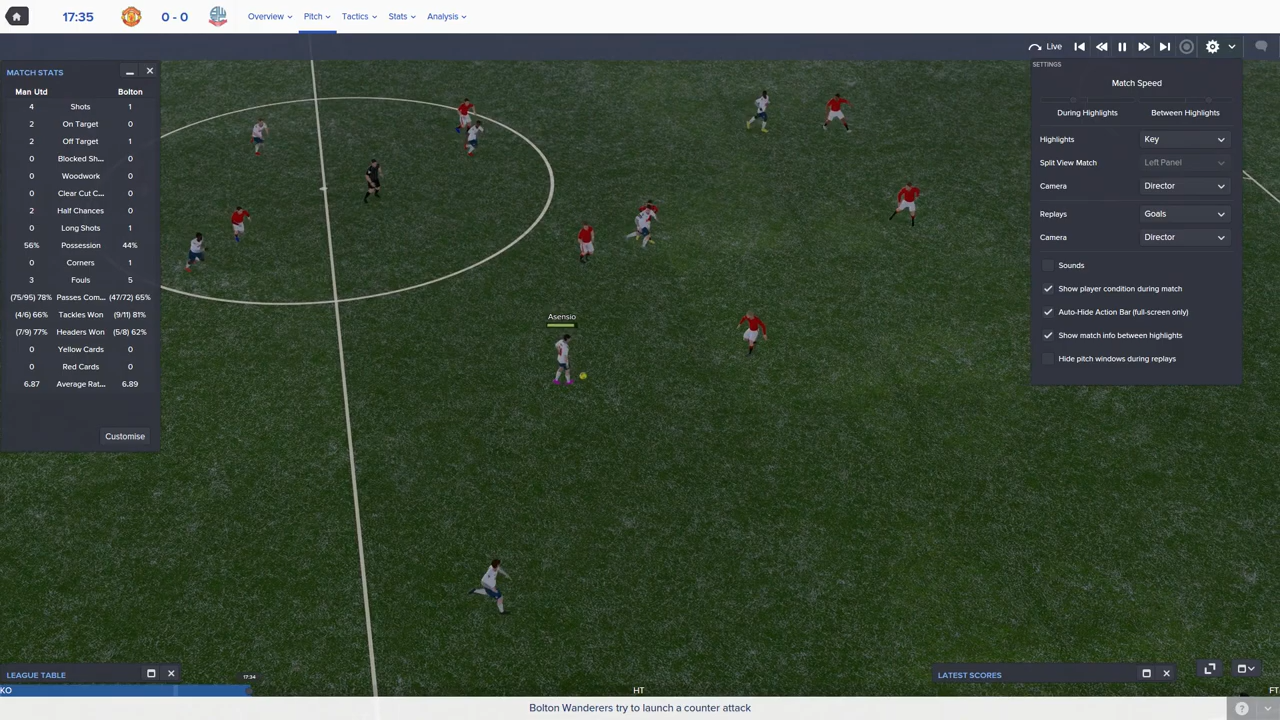 17:35 0 - 0 Overview Pitch Tactics Stats Analysis
Live
MATCH STATS
Man Utd Bolton
4 Shots 1
2 On Target 0
2 Off Target 1
0 Blocked Sh... 0
0 Woodwork 0
0 Clear Cut C... 0
2 Half Chances 0
0 Long Shots 1
56% Possession 44%
0 Corners 1
3 Fouls 5
(75/95) 78% Passes Com... (47/72) 65%
(4/6) 66% Tackles Won (9/11) 81%
(7/9) 77% Headers Won (5/8) 62%
0 Yellow Cards 0
0 Red Cards 0
6.87 Average Rat... 6.89
Customise
SETTINGS
Match Speed
During Highlights Between Highlights
Highlights Key
Split View Match Left Panel
Camera Director
Replays Goals
Camera Director
Sounds
Show player condition during match
Auto-Hide Action Bar (full-screen only)
Show match info between highlights
Hide pitch windows during replays
Asensio
LEAGUE TABLE
17:34
LATEST SCORES
KO HT FT
Bolton Wanderers try to launch a counter attack
?